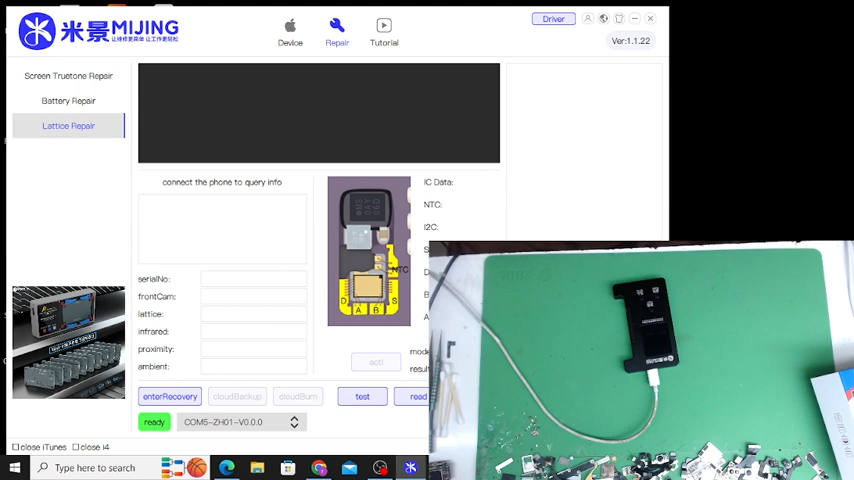 米景MIJING
让维修更简单 让工作更轻松
Device
Repair
Tutorial
Driver
Ver:1.1.22
Screen Truetone Repair
Battery Repair
Lattice Repair
connect the phone to query info
IC Data:
NTC:
I2C:
NTC
D
A
B
S
serialNo:
frontCam:
lattice:
infrared:
proximity:
ambient:
acti
enterRecovery
cloudBackup
cloudBurn
test
read
ready
COM5-ZH01-V0.0.0
close iTunes
close i4
Type here to search